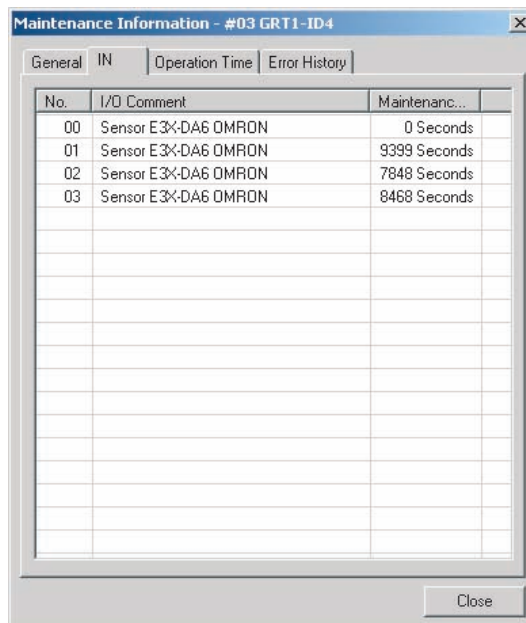 Maintenance Information - #03 GRT1-ID4
General IN Operation Time Error History
No. I/O Comment Maintenanc...
00 Sensor E3X-DA6 OMRON 0 Seconds
01 Sensor E3X-DA6 OMRON 9399 Seconds
02 Sensor E3X-DA6 OMRON 7848 Seconds
03 Sensor E3X-DA6 OMRON 8468 Seconds
Close